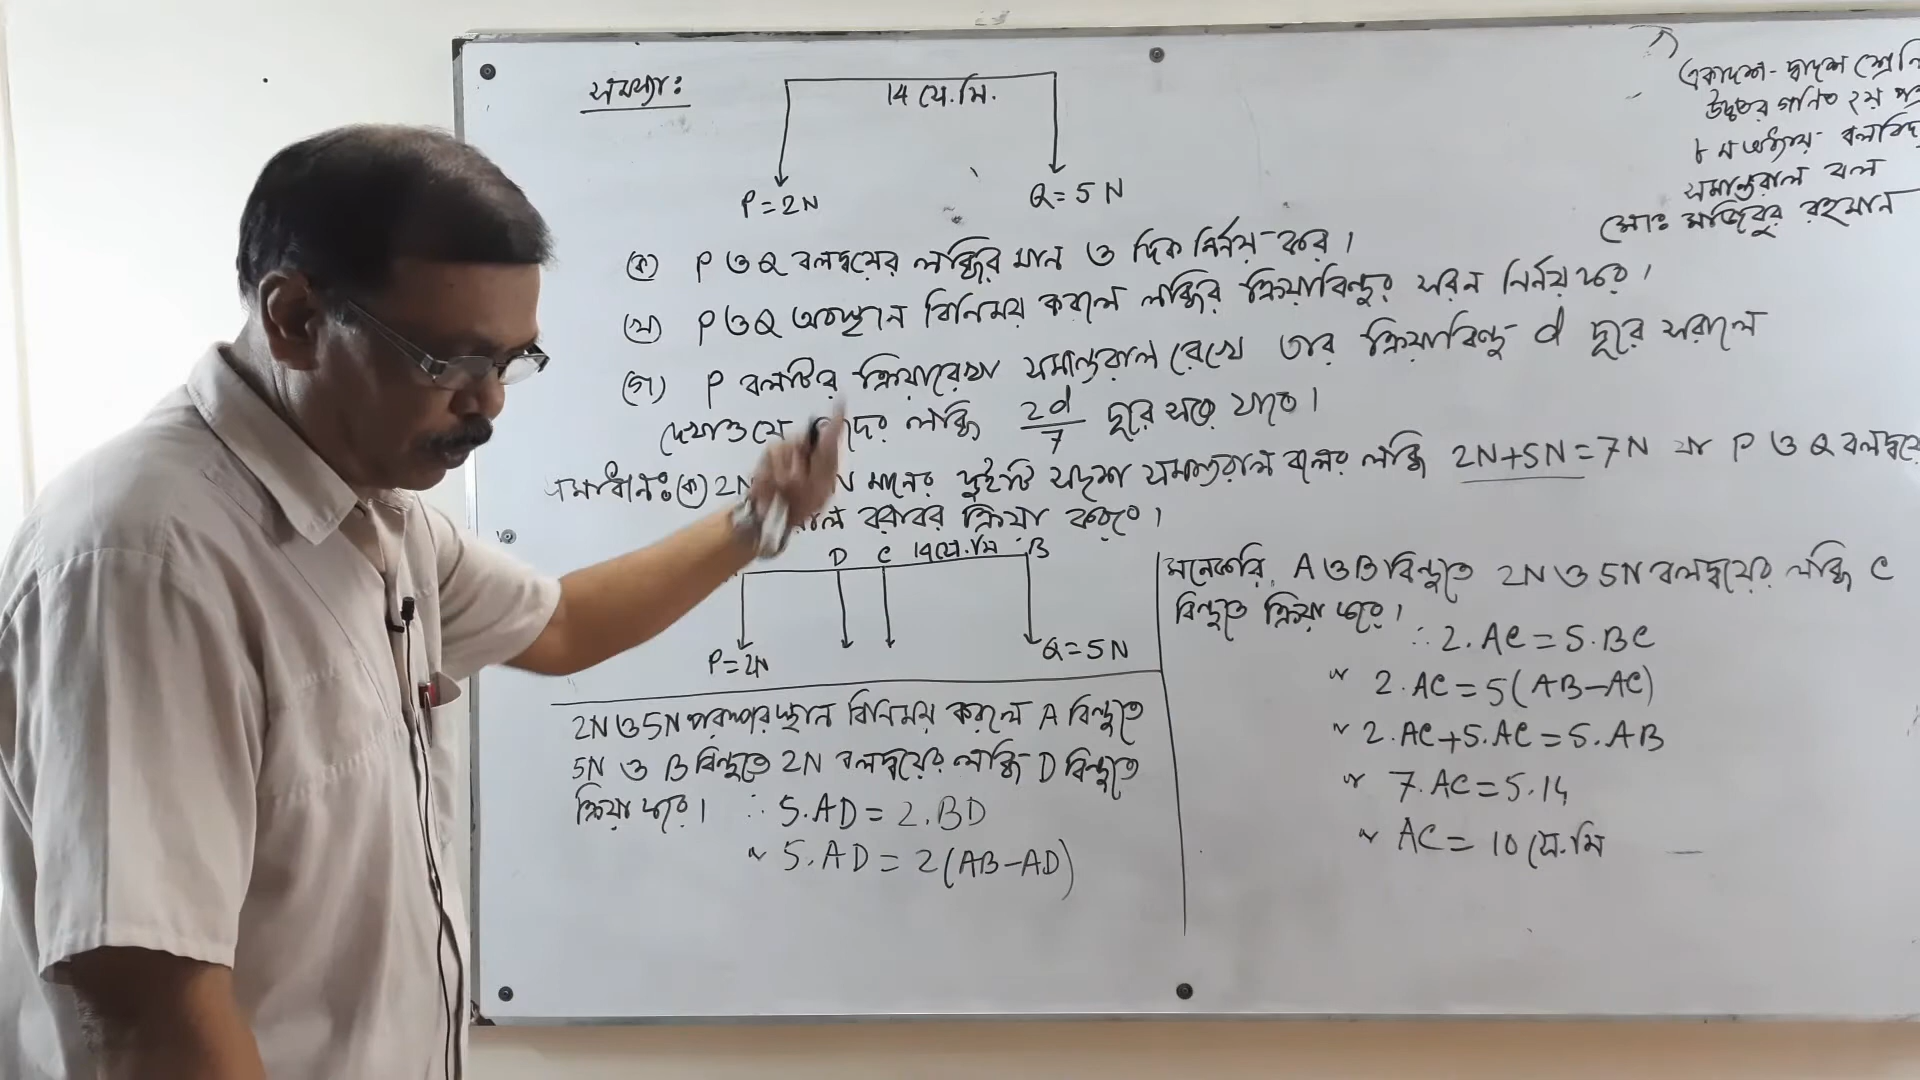 সমস্যাঃ
14 সে.মি.
P = 2N
Q = 5 N
একাদশ - দ্বাদশ শ্রেণি
উচ্চতর গণিত ২য় পত্র
৮ম অধ্যায় - বলবিদ্
সমান্তরাল বল
মোঃ মজিবুর রহমান
(ক) P ও Q বলদ্বয়ের লব্ধির মান ও দিক নির্নয় কর।
(খ) P ও Q অবস্থান বিনিময় করলে লব্ধির ক্রিয়াবিন্দুর সরন নির্নয় কর।
(গ) P বলটির ক্রিয়ারেখা সমান্তরাল রেখে তার ক্রিয়াবিন্দু d দূরে সরালে
দেখাও যে দের লব্ধি 2d/7 দূরে সরে যাবে।
সমাধানঃ (ক) 2N N মানের দুইটি সদৃশ সমান্তরাল বলের লব্ধি 2N+5N=7N যা P ও Q বলদ্বয়ে
রাল বরাবর ক্রিয়া করবে।
D C 14সে.মি B
P=2N
Q=5N
2N ও 5N পরস্পর স্থান বিনিময় করলে A বিন্দুতে
5N ও B বিন্দুতে 2N বলদ্বয়ের লব্ধি D বিন্দুতে
ক্রিয়া করে। ∴ 5.AD = 2.BD
বা 5.AD = 2(AB-AD)
মনেকরি, A ও B বিন্দুতে 2N ও 5N বলদ্বয়ের লব্ধি C
বিন্দুতে ক্রিয়া করে।
∴ 2.AC = 5.BC
বা 2.AC = 5(AB-AC)
বা 2.AC+5.AC = 5.AB
বা 7.AC = 5.14
বা AC = 10 সে.মি